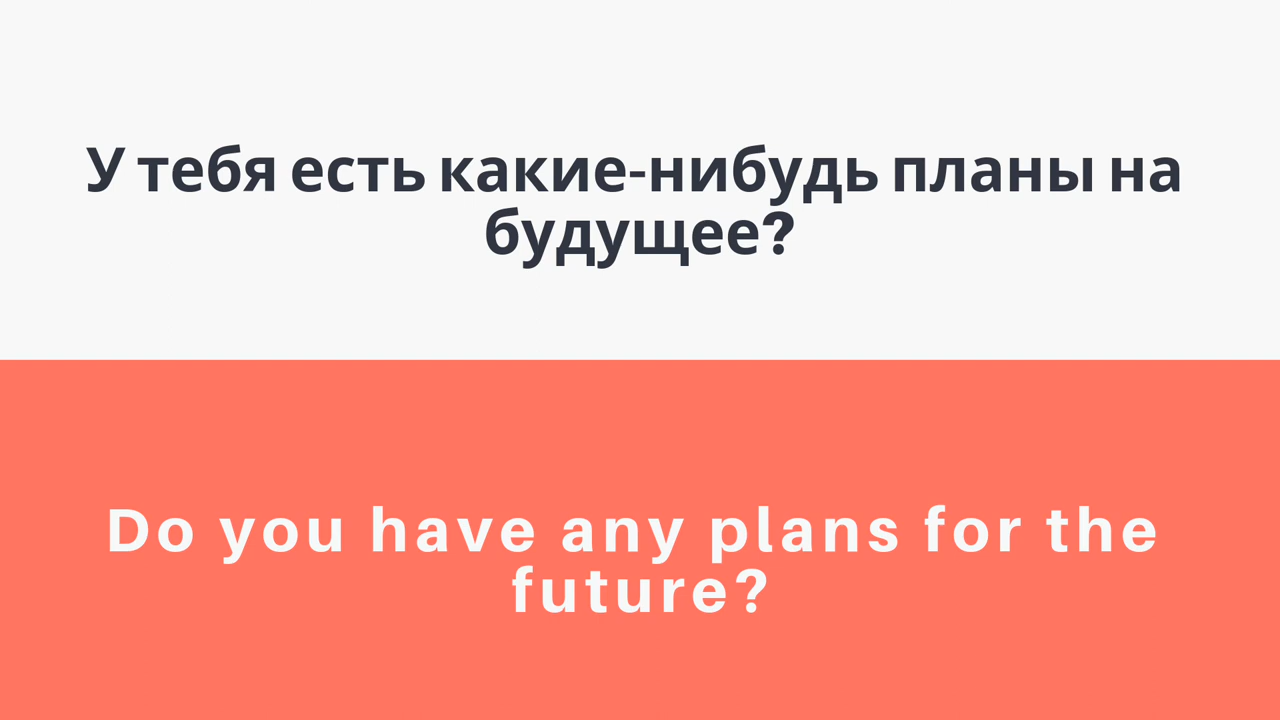 У тебя есть какие-нибудь планы на
будущее?
Do you have any plans for the
future?